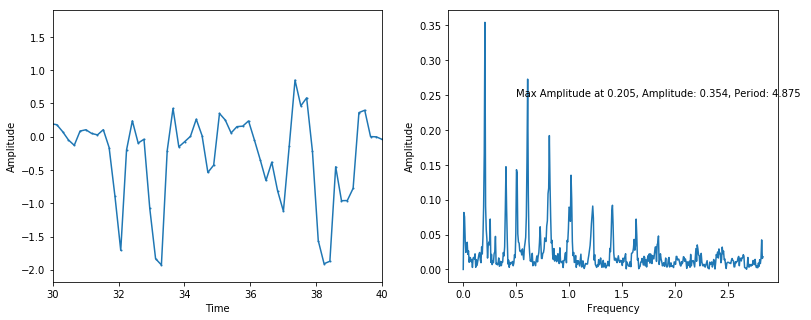 1.5
1.0
0.5
0.0
−0.5
−1.0
−1.5
−2.0
Amplitude
30 32 34 36 38 40
Time
0.35
0.30
0.25
0.20
0.15
0.10
0.05
0.00
Amplitude
Max Amplitude at 0.205, Amplitude: 0.354, Period: 4.875
0.0 0.5 1.0 1.5 2.0 2.5
Frequency